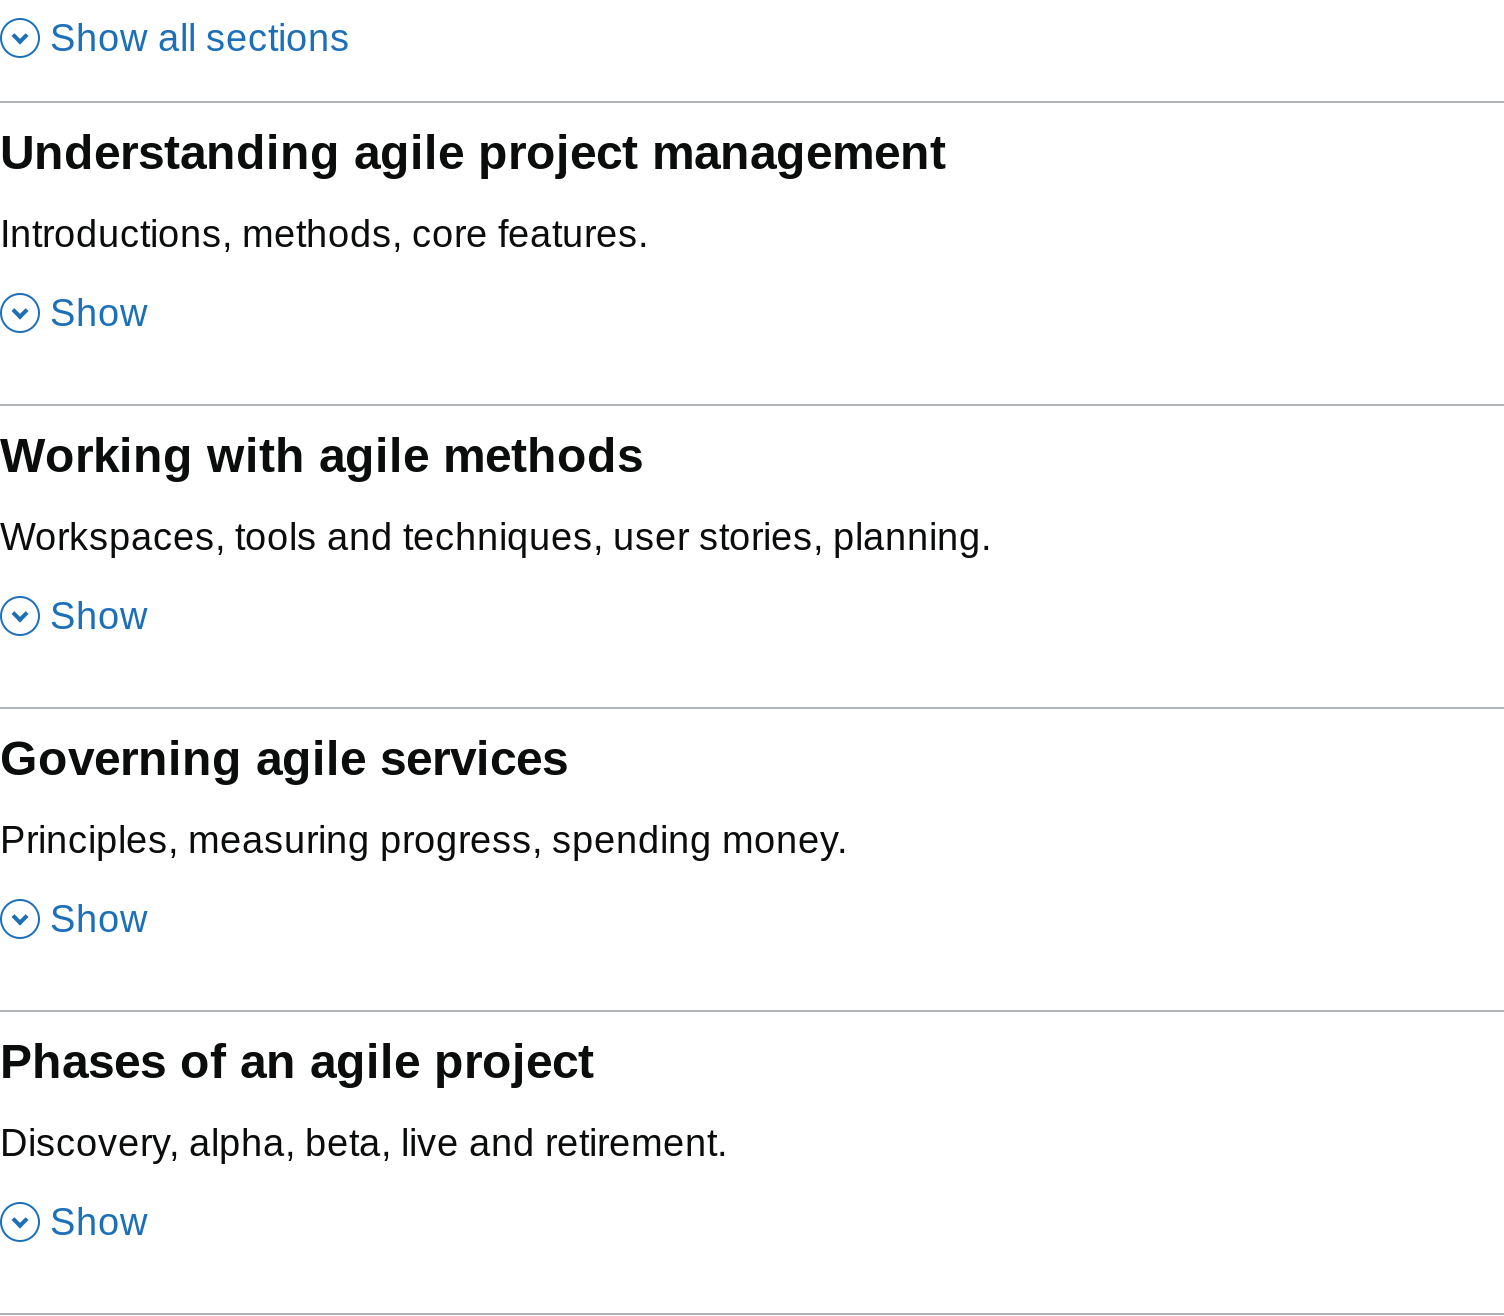 Show all sections
Understanding agile project management
Introductions, methods, core features.
Show
Working with agile methods
Workspaces, tools and techniques, user stories, planning.
Show
Governing agile services
Principles, measuring progress, spending money.
Show
Phases of an agile project
Discovery, alpha, beta, live and retirement.
Show